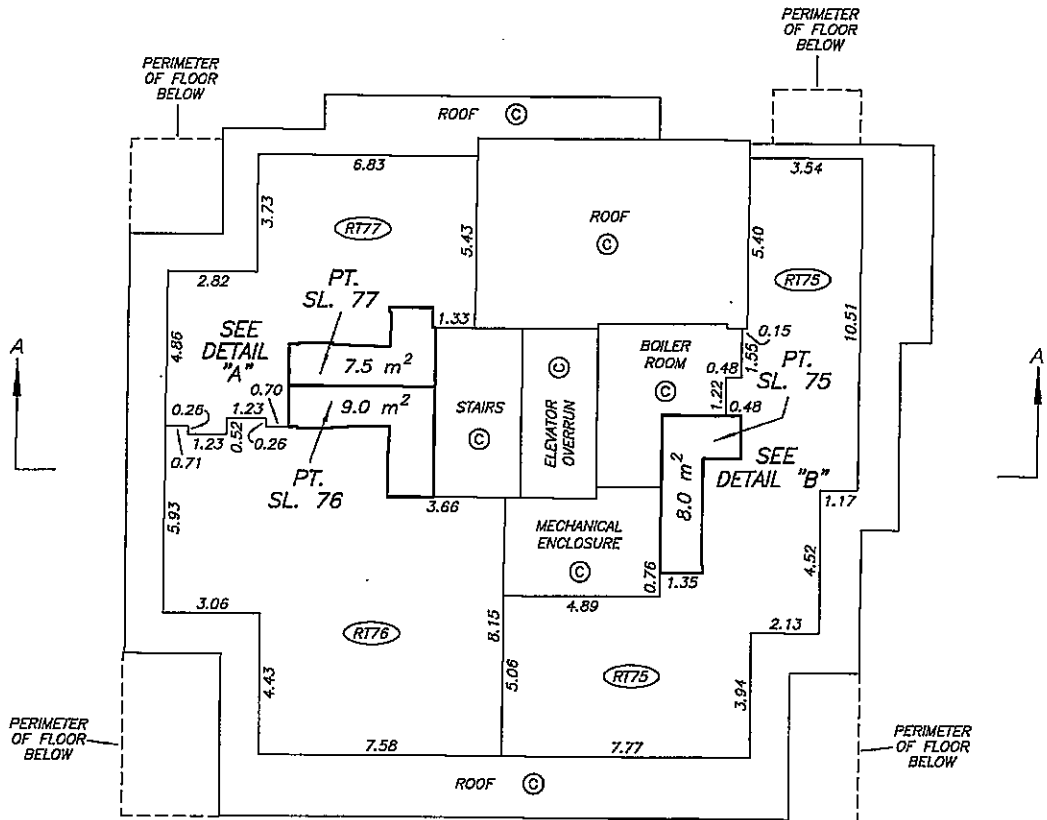 PERIMETER
OF FLOOR
BELOW
PERIMETER
OF FLOOR
BELOW
ROOF C
6.83
3.54
3.73
RT77
5.43
ROOF
C
5.40
RT75
2.82
PT.
SL. 77
1.33
0.15
10.51
A
4.86
SEE
DETAIL
"A"
7.5 m²
BOILER
ROOM
C
0.48
1.55
PT.
SL. 75
A
0.70
9.0 m²
STAIRS
C
ELEVATOR
OVERRUN
C
1.22
0.48
0.26
1.23
1.23
0.52
0.26
0.71
PT.
SL. 76
SEE
DETAIL "B"
8.0 m²
3.66
1.17
5.93
MECHANICAL
ENCLOSURE
C
0.76
1.35
4.52
3.06
4.89
8.15
2.13
RT76
RT75
4.43
5.06
3.94
PERIMETER
OF FLOOR
BELOW
7.58
7.77
PERIMETER
OF FLOOR
BELOW
ROOF C